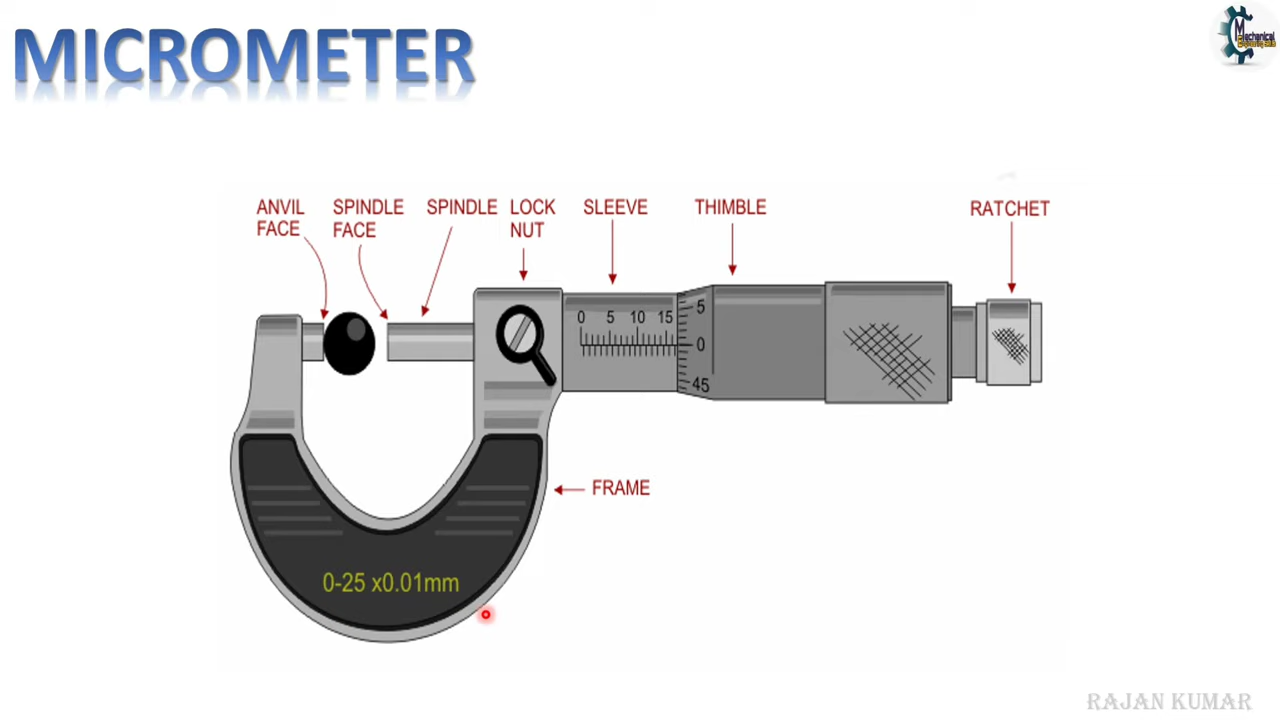 MICROMETER
Mechanical
ANVIL FACE
SPINDLE FACE
SPINDLE
LOCK NUT
SLEEVE
THIMBLE
RATCHET
0 5 10 15
5
0
45
FRAME
0-25 x0.01mm
RAJAN KUMAR